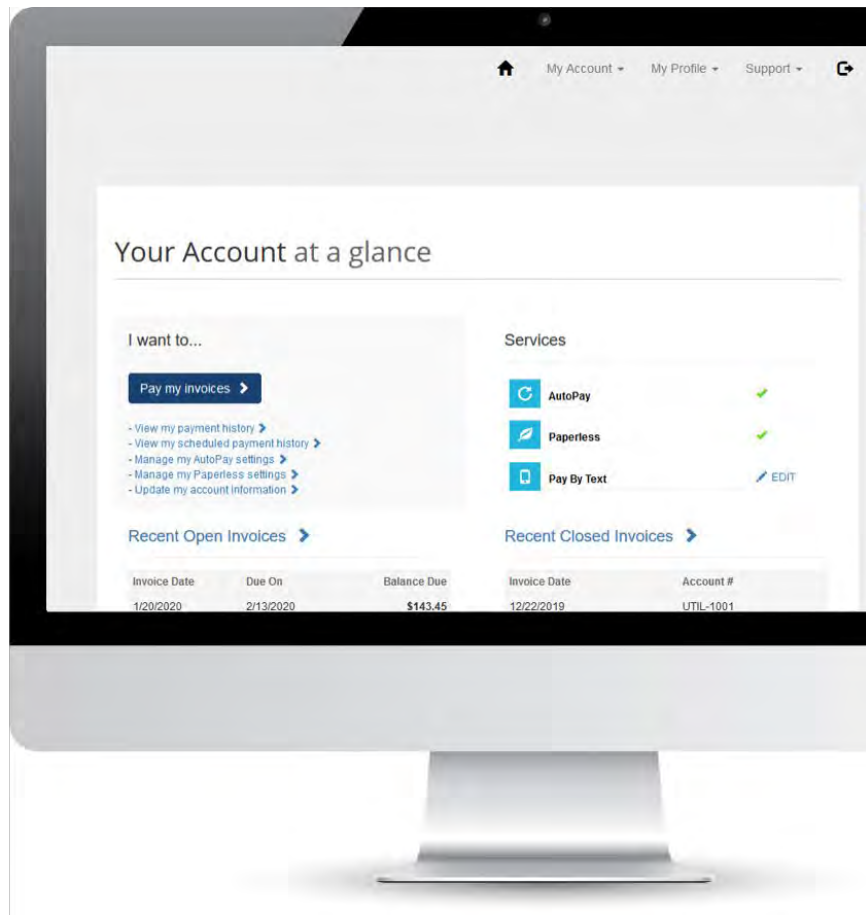 My Account
My Profile
Support
Your Account at a glance
I want to...
Pay my invoices
- View my payment history
- View my scheduled payment history
- Manage my AutoPay settings
- Manage my Paperless settings
- Update my account information
Services
AutoPay
Paperless
Pay By Text
EDIT
Recent Open Invoices
Invoice Date Due On Balance Due
1/20/2020 2/13/2020 $143.45
Recent Closed Invoices
Invoice Date Account #
12/22/2019 UTIL-1001